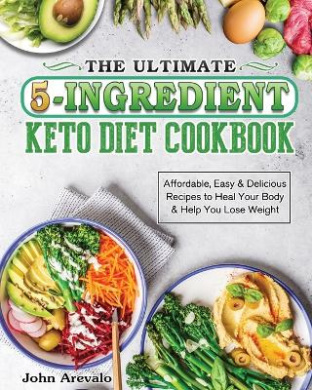 THE ULTIMATE
5-INGREDIENT
KETO DIET COOKBOOK
Affordable, Easy & Delicious
Recipes to Heal Your Body
& Help You Lose Weight
John Arevalo